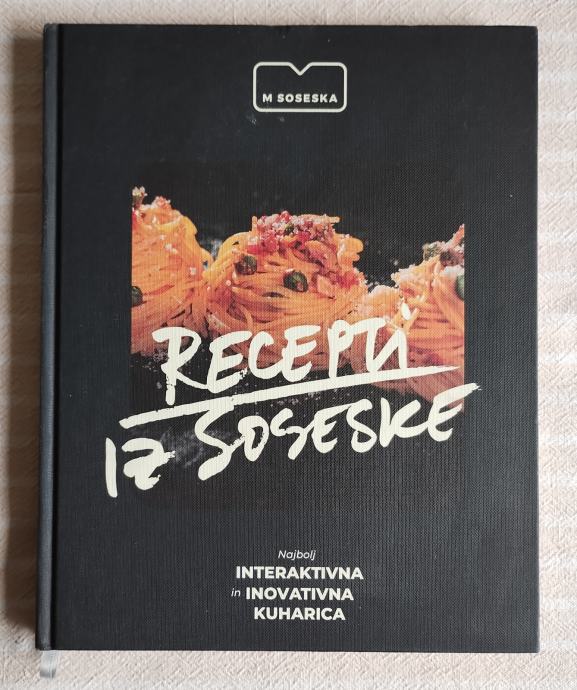 M SOSESKA
RECEPTI
IZ SOSESKE
Najbolj
INTERAKTIVNA
in INOVATIVNA
KUHARICA